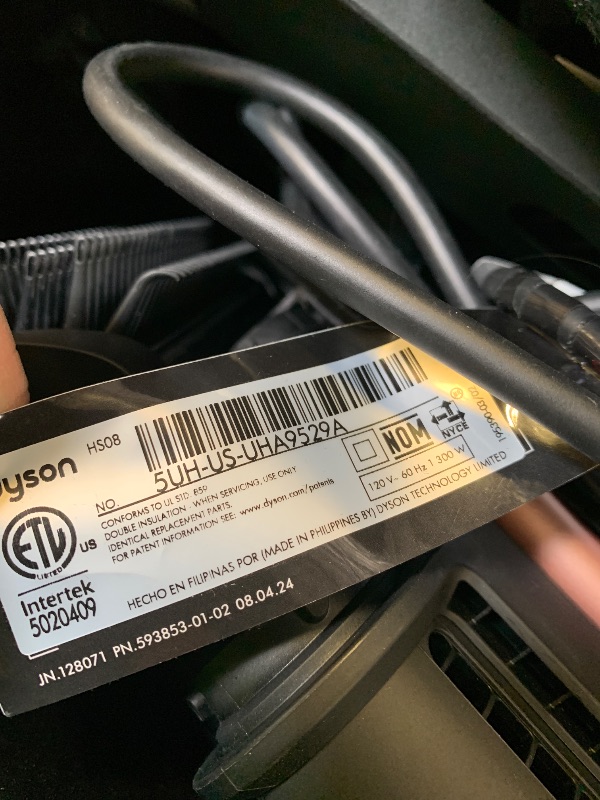 dyson HS08
NO. 5UH-US-UHA9529A
CONFORMS TO UL STD. 859
DOUBLE INSULATION - WHEN SERVICING, USE ONLY
IDENTICAL REPLACEMENT PARTS.
FOR PATENT INFORMATION SEE: www.dyson.com/patents
NOM
NYCE
®
120 V~ 60 Hz 1 300 W
ETL
US
LISTED
Intertek
5020409
HECHO EN FILIPINAS POR (MADE IN PHILIPPINES BY) DYSON TECHNOLOGY LIMITED
JN.128071 PN.593853-01-02 08.04.24